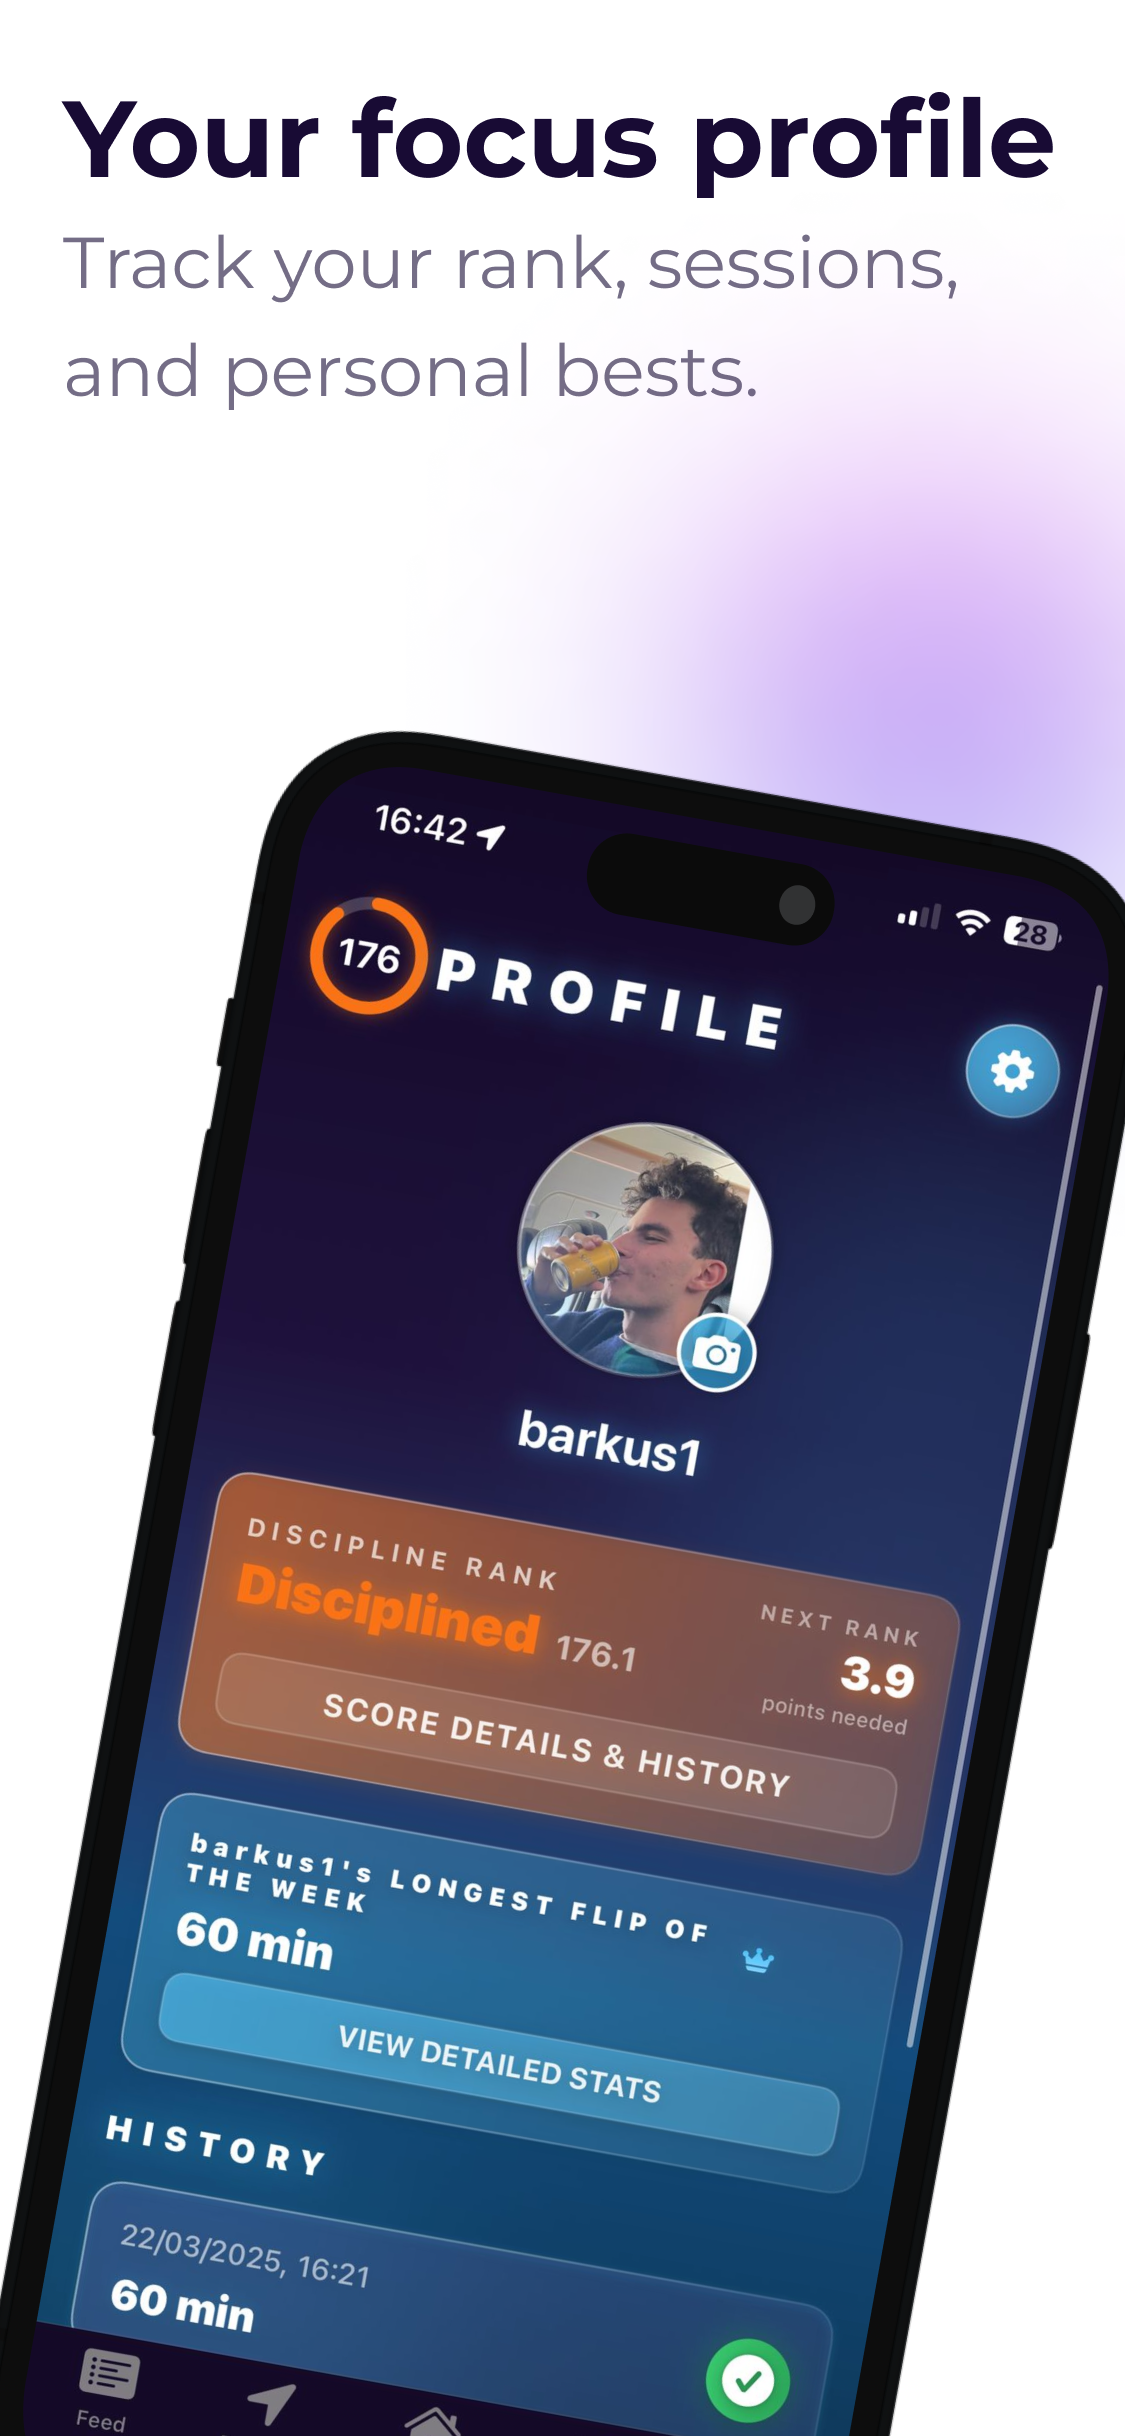 Your focus profile
Track your rank, sessions,
and personal bests.
16:42
28
176
PROFILE
barkus1
DISCIPLINE RANK
Disciplined 176.1
NEXT RANK
3.9
points needed
SCORE DETAILS & HISTORY
barkus1's LONGEST FLIP OF
THE WEEK
60 min
VIEW DETAILED STATS
HISTORY
22/03/2025, 16:21
60 min
Feed